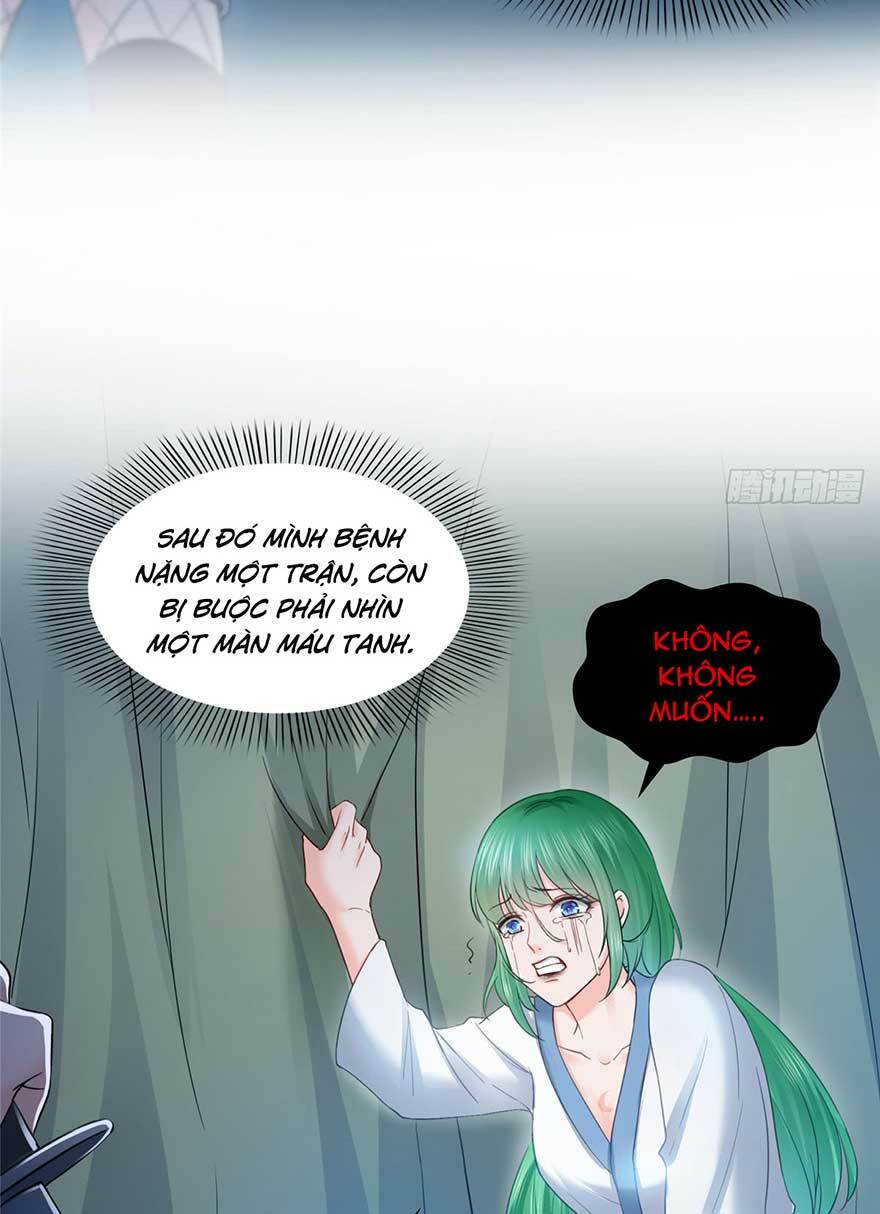 腾讯动漫
SAU ĐÓ MÌNH BỆNH
NẶNG MỘT TRẬN, CÒN
BỊ BUỘC PHẢI NHÌN
MỘT MÀN MÁU TANH.
KHÔNG,
KHÔNG
MUỐN.....